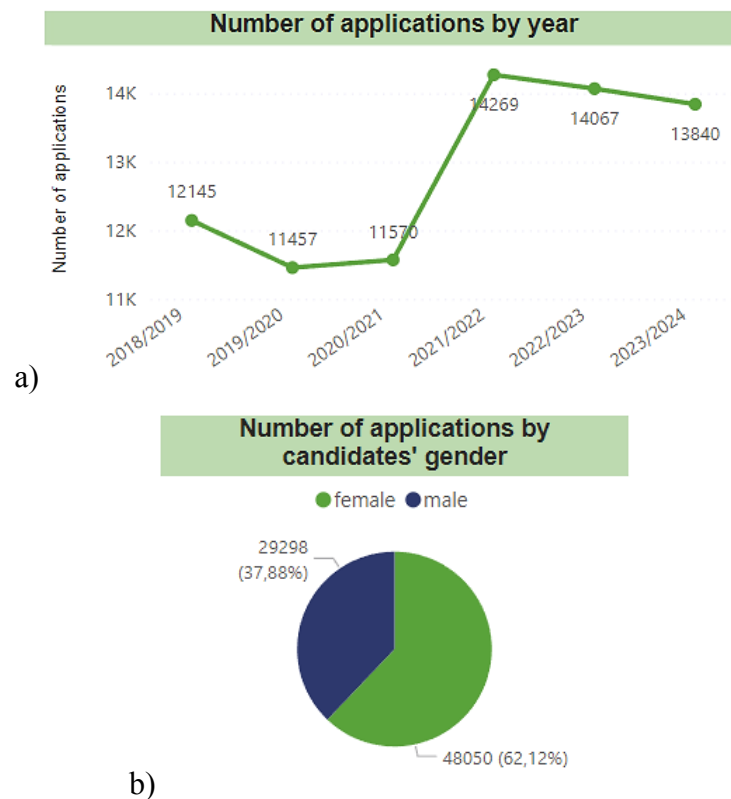 Number of applications by year
Number of applications
14K
13K
12K
11K
12145
11457
11570
14269
14067
13840
2018/2019
2019/2020
2020/2021
2021/2022
2022/2023
2023/2024
a)
Number of applications by
candidates' gender
female male
29298
(37,88%)
48050 (62,12%)
b)